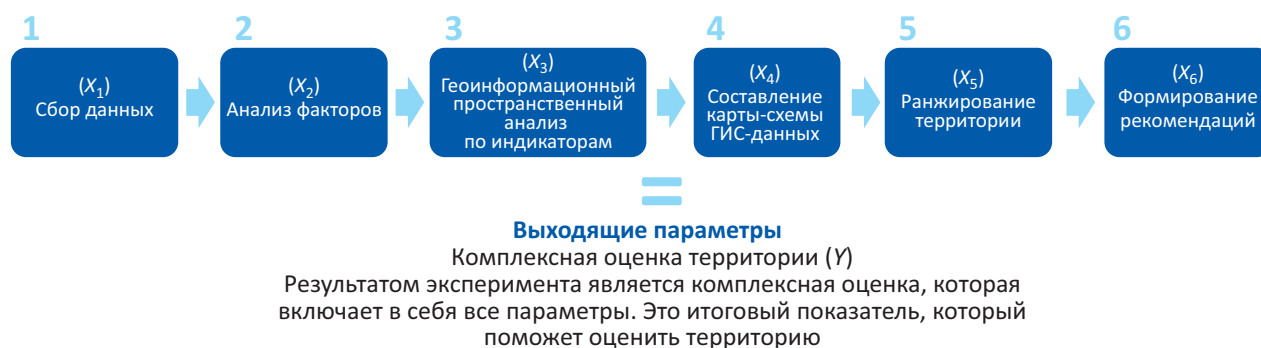 1
(X₁)
Сбор данных
2
(X₂)
Анализ факторов
3
(X₃)
Геоинформационный
пространственный
анализ
по индикаторам
4
(X₄)
Составление
карты-схемы
ГИС-данных
5
(X₅)
Ранжирование
территории
6
(X₆)
Формирование
рекомендаций
=
Выходящие параметры
Комплексная оценка территории (Y)
Результатом эксперимента является комплексная оценка, которая
включает в себя все параметры. Это итоговый показатель, который
поможет оценить территорию